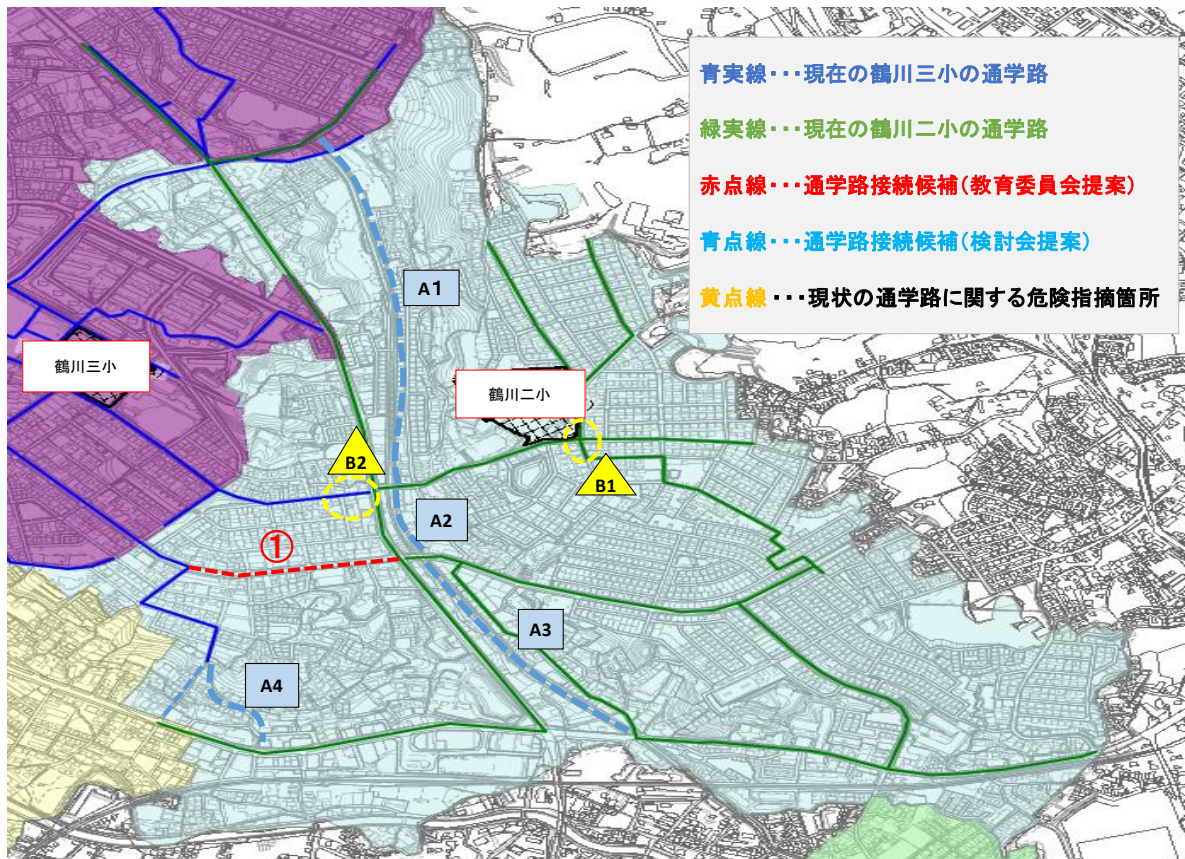 青実線・・・現在の鶴川三小の通学路
緑実線・・・現在の鶴川二小の通学路
赤点線・・・通学路接続候補(教育委員会提案)
青点線・・・通学路接続候補(検討会提案)
黄点線・・・現状の通学路に関する危険指摘箇所
A1
鶴川三小
鶴川二小
B2
B1
A2
①
A3
A4